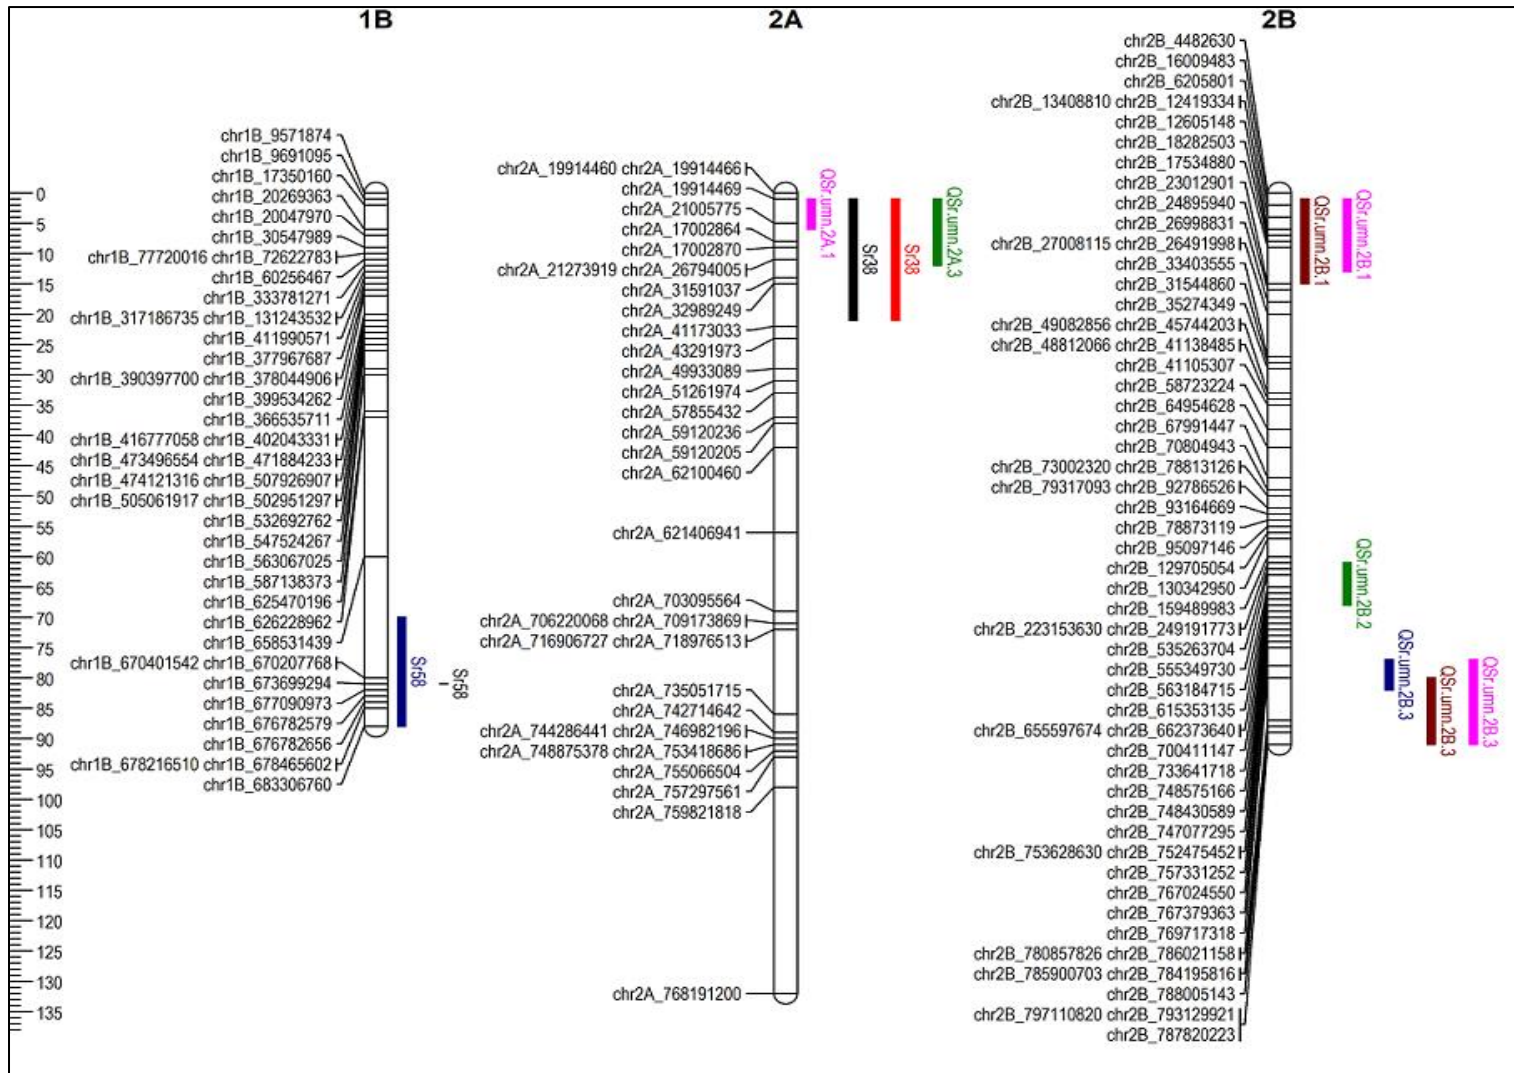 1B
2A
2B
0
5
10
15
20
25
30
35
40
45
50
55
60
65
70
75
80
85
90
95
100
105
110
115
120
125
130
135
chr1B_9571874
chr1B_9691095
chr1B_17350160
chr1B_20269363
chr1B_20047970
chr1B_30547989
chr1B_77720016 chr1B_72622783
chr1B_60256467
chr1B_333781271
chr1B_317186735 chr1B_131243532
chr1B_411990571
chr1B_377967687
chr1B_390397700 chr1B_378044906
chr1B_399534262
chr1B_366535711
chr1B_416777058 chr1B_402043331
chr1B_473496554 chr1B_471884233
chr1B_474121316 chr1B_507926907
chr1B_505061917 chr1B_502951297
chr1B_532692762
chr1B_547524267
chr1B_563067025
chr1B_587138373
chr1B_625470196
chr1B_626228962
chr1B_658531439
chr1B_670401542 chr1B_670207768
chr1B_673699294
chr1B_677090973
chr1B_676782579
chr1B_676782656
chr1B_678216510 chr1B_678465602
chr1B_683306760
Sr58
Sr58
chr2A_19914460 chr2A_19914466
chr2A_19914469
chr2A_21005775
chr2A_17002864
chr2A_17002870
chr2A_21273919 chr2A_26794005
chr2A_31591037
chr2A_32989249
chr2A_41173033
chr2A_43291973
chr2A_49933089
chr2A_51261974
chr2A_57855432
chr2A_59120236
chr2A_59120205
chr2A_62100460
chr2A_621406941
chr2A_703095564
chr2A_706220068 chr2A_709173869
chr2A_716906727 chr2A_718976513
chr2A_735051715
chr2A_742714642
chr2A_744286441 chr2A_746982196
chr2A_748875378 chr2A_753418686
chr2A_755066504
chr2A_757297561
chr2A_759821818
chr2A_768191200
QSr.umn.2A.1
Sr38
Sr38
QSr.umn.2A.3
chr2B_4482630
chr2B_16009483
chr2B_6205801
chr2B_13408810 chr2B_12419334
chr2B_12605148
chr2B_18282503
chr2B_17534880
chr2B_23012901
chr2B_24895940
chr2B_26998831
chr2B_27008115 chr2B_26491998
chr2B_33403555
chr2B_31544860
chr2B_35274349
chr2B_49082856 chr2B_45744203
chr2B_48812066 chr2B_41138485
chr2B_41105307
chr2B_58723224
chr2B_64954628
chr2B_67991447
chr2B_70804943
chr2B_73002320 chr2B_78813126
chr2B_79317093 chr2B_92786526
chr2B_93164669
chr2B_78873119
chr2B_95097146
chr2B_129705054
chr2B_130342950
chr2B_159489983
chr2B_223153630 chr2B_249191773
chr2B_535263704
chr2B_555349730
chr2B_563184715
chr2B_615353135
chr2B_655597674 chr2B_662373640
chr2B_700411147
chr2B_733641718
chr2B_748575166
chr2B_748430589
chr2B_747077295
chr2B_753628630 chr2B_752475452
chr2B_757331252
chr2B_767024550
chr2B_767379363
chr2B_769717318
chr2B_780857826 chr2B_786021158
chr2B_785900703 chr2B_784195816
chr2B_788005143
chr2B_797110820 chr2B_793129921
chr2B_787820223
QSr.umn.2B.1
QSr.umn.2B.1
QSr.umn.2B.2
QSr.umn.2B.3
QSr.umn.2B.3
QSr.umn.2B.3